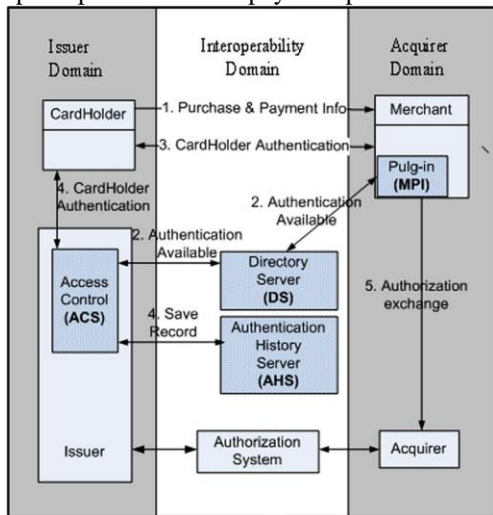 Issuer
Domain
Interoperability
Domain
Acquirer
Domain
CardHolder
1. Purchase & Payment Info
Merchant
3. CardHolder Authentication
Pulg-in
(MPI)
4. CardHolder
Authentication
2. Authentication
Available
2. Authentication
Available
Access
Control
(ACS)
Directory
Server
(DS)
5. Authorization
exchange
4. Save
Record
Authentication
History
Server
(AHS)
Issuer
Authorization
System
Acquirer